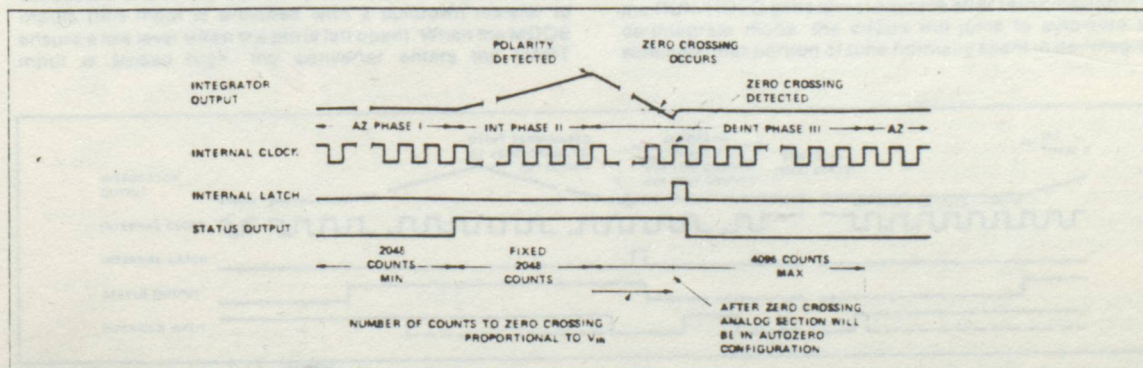 POLARITY
DETECTED
ZERO CROSSING
OCCURS
INTEGRATOR
OUTPUT
ZERO CROSSING
DETECTED
AZ PHASE I
INT PHASE II
DEINT PHASE III
AZ
INTERNAL CLOCK
INTERNAL LATCH
STATUS OUTPUT
2048
COUNTS
MIN
FIXED
2048
COUNTS
4096 COUNTS
MAX
NUMBER OF COUNTS TO ZERO CROSSING
PROPORTIONAL TO VIN
AFTER ZERO CROSSING
ANALOG SECTION WILL
BE IN AUTOZERO
CONFIGURATION